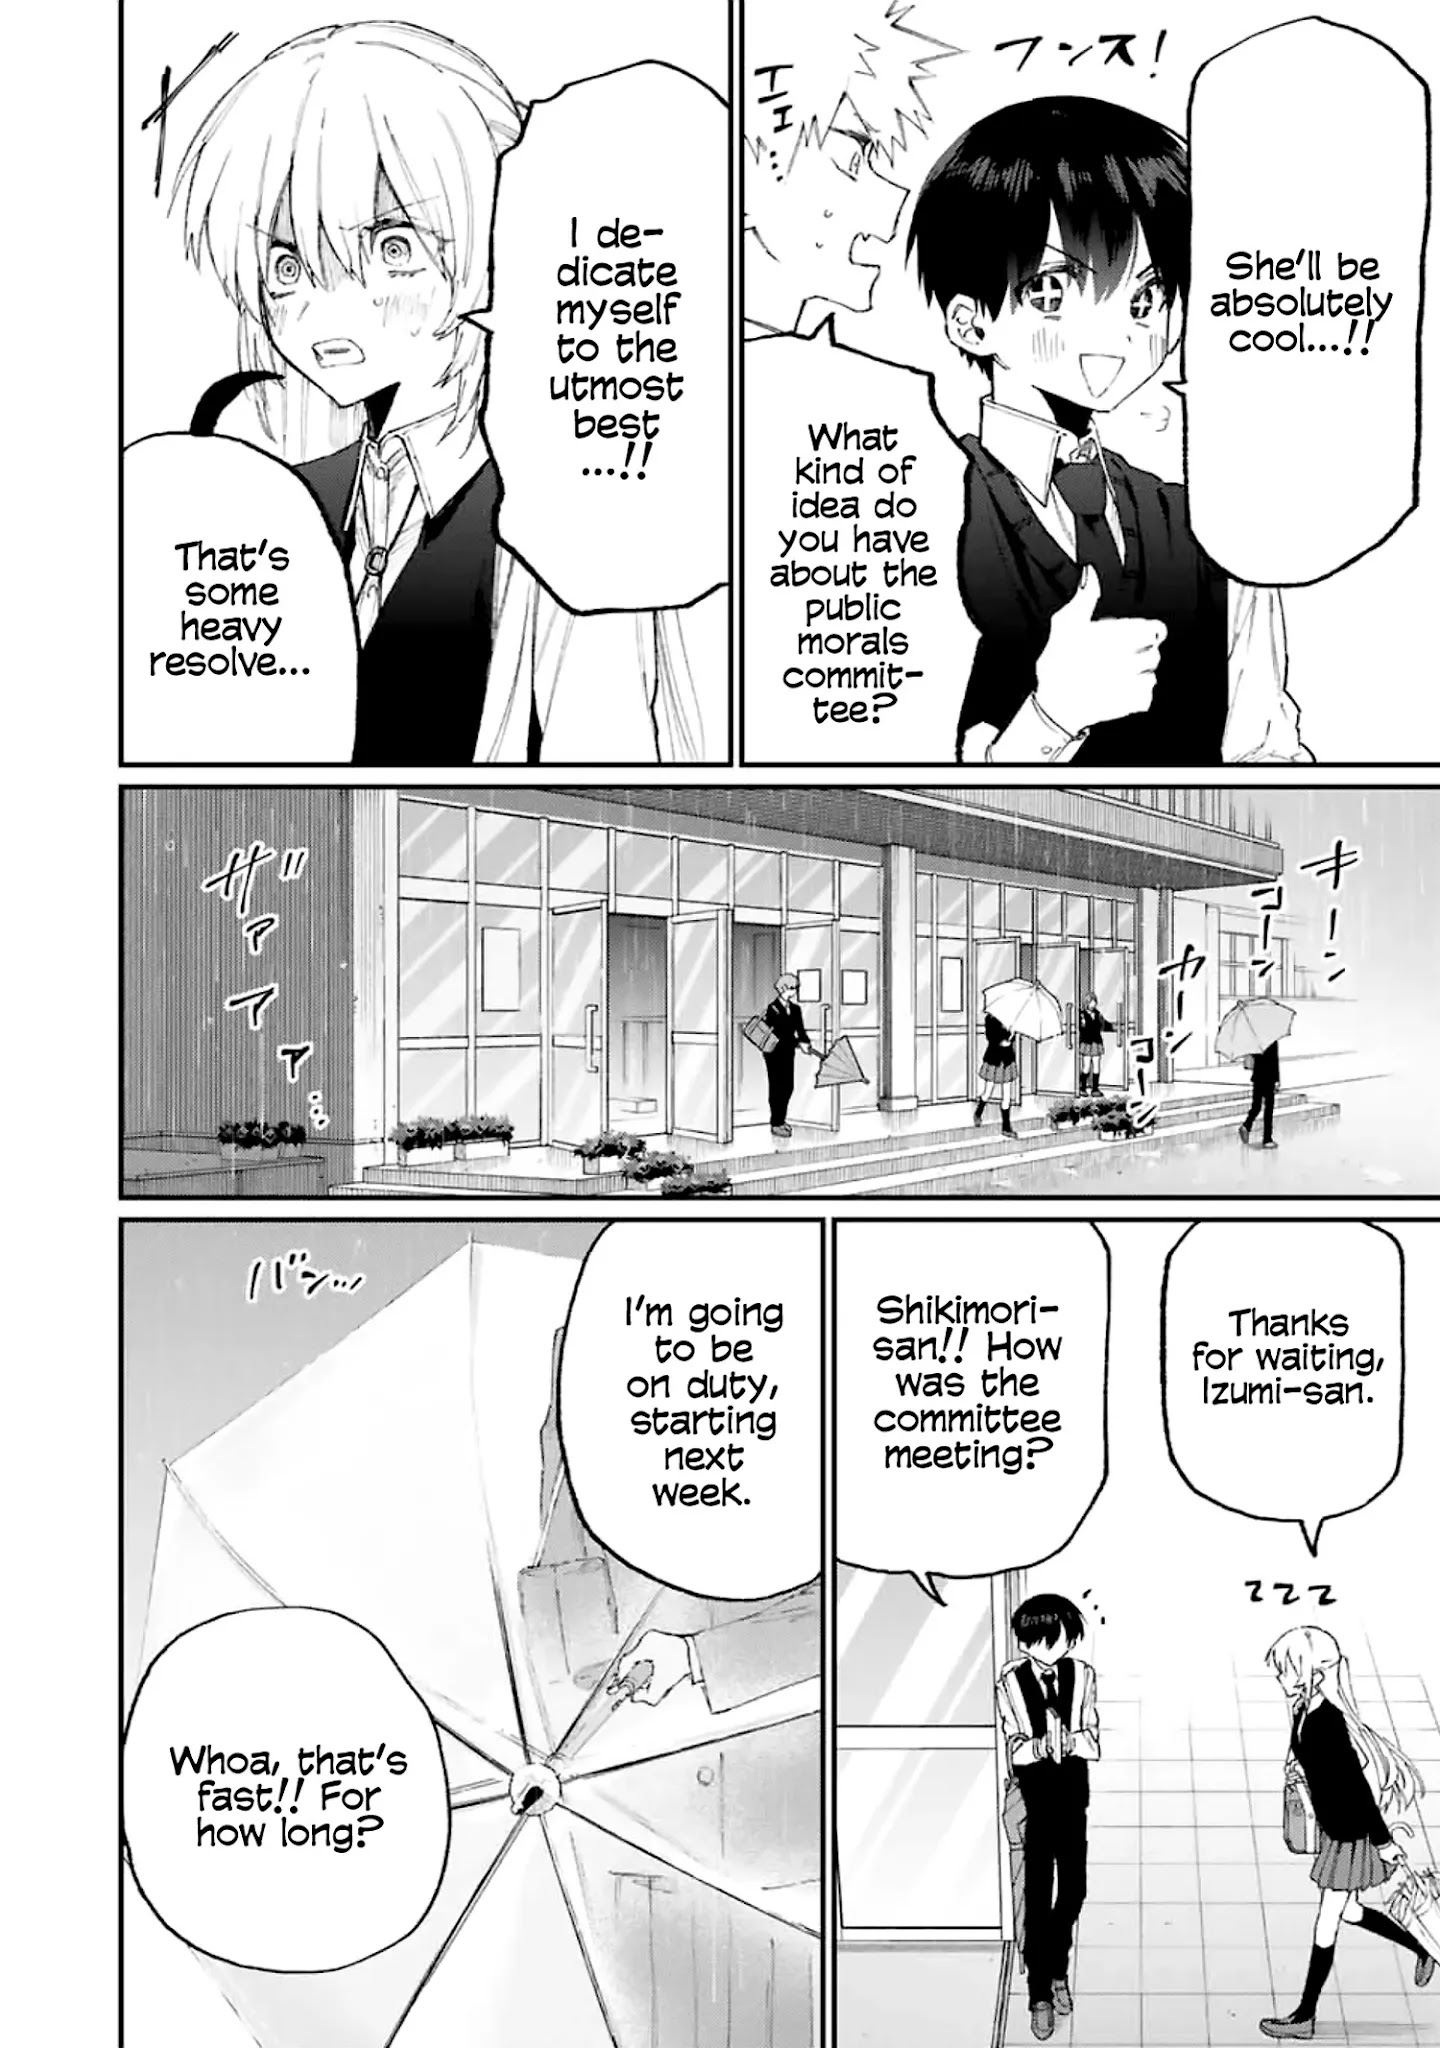 フンス!
She'll be
absolutely
cool...!!
エエ...
What
kind of
idea do
you have
about the
public
morals
commit-
tee?
I de-
dicate
myself
to the
utmost
best
...!!
That's
some
heavy
resolve...
キーン
コーン
カーン
コーン
ザァァアア...
Thanks
for waiting,
Izumi-san.
Shikimori-
san!! How
was the
committee
meeting?
I'm going
to be
on duty,
starting
next
week.
バン...
Whoa, that's
fast!! For
how long?